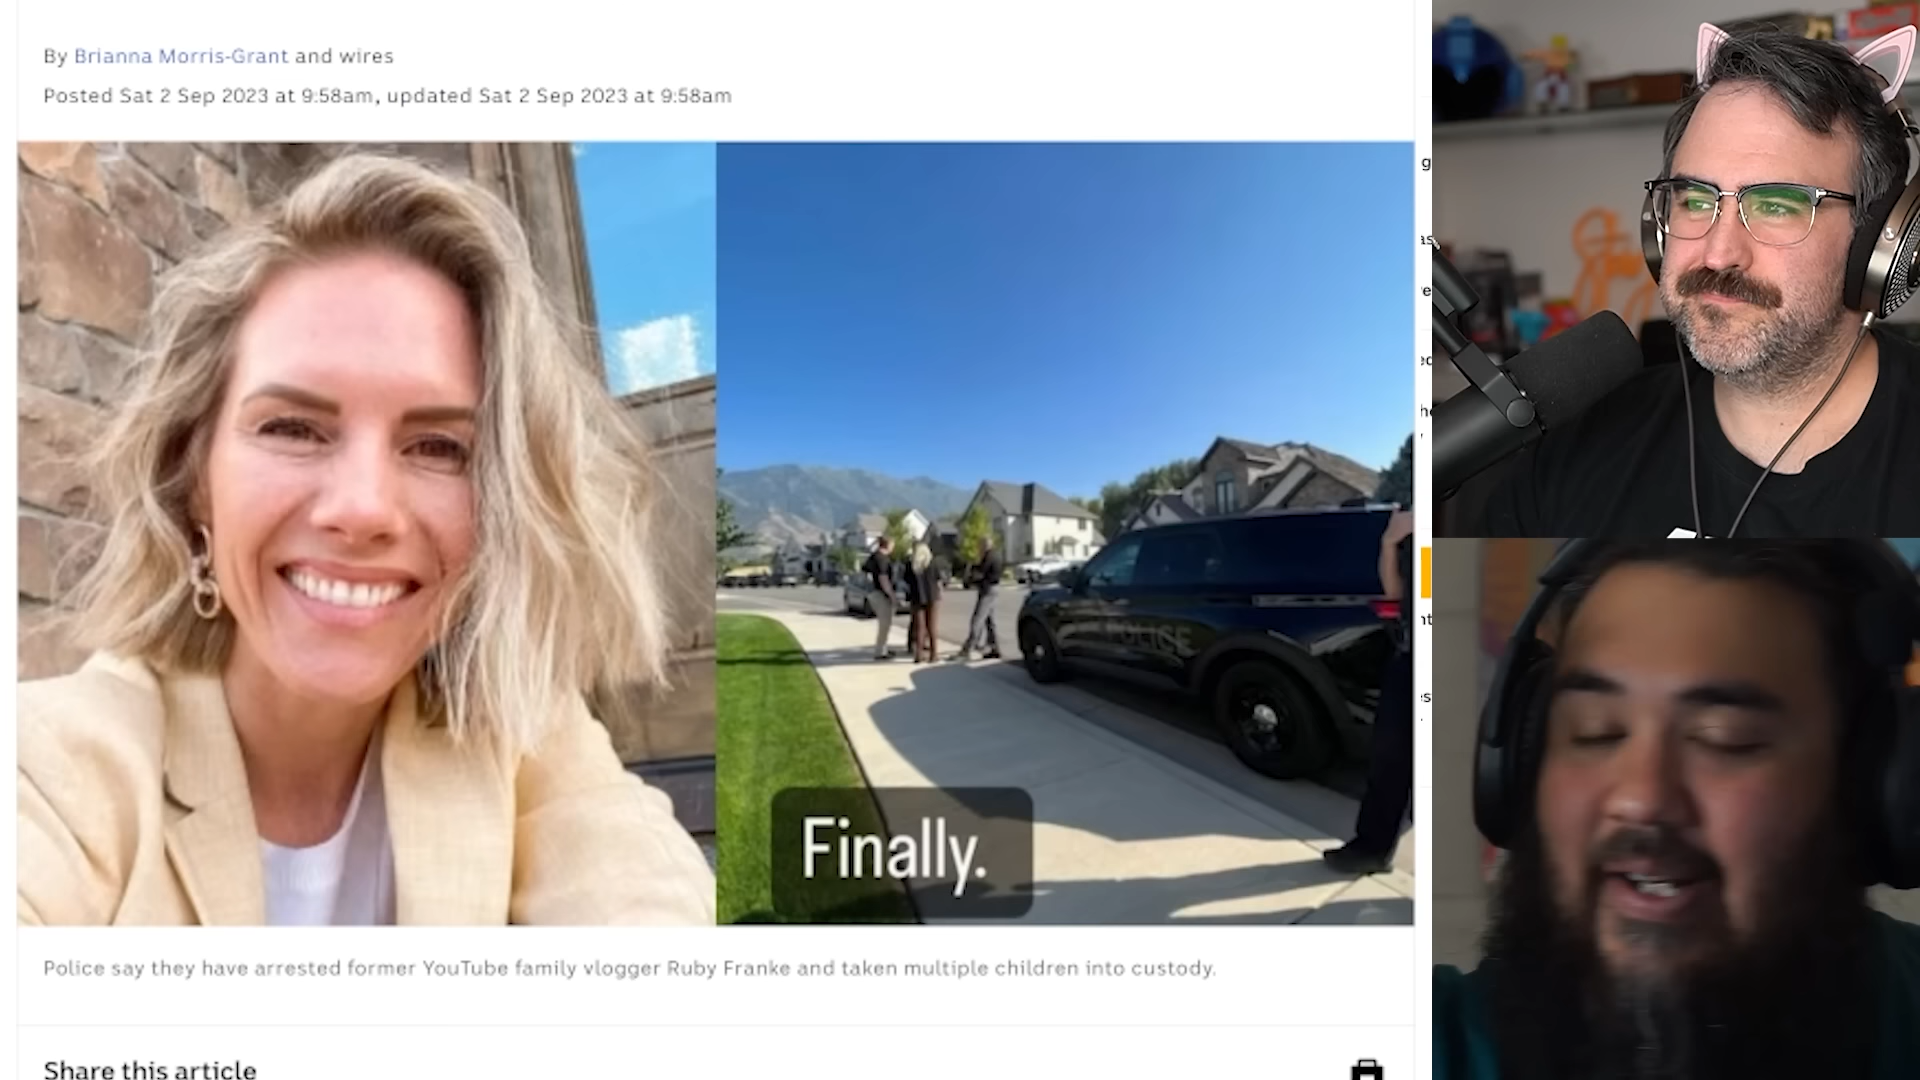 By Brianna Morris-Grant and wires
Posted Sat 2 Sep 2023 at 9:58am, updated Sat 2 Sep 2023 at 9:58am
POLICE
Finally.
Police say they have arrested former YouTube family vlogger Ruby Franke and taken multiple children into custody.
Share this article